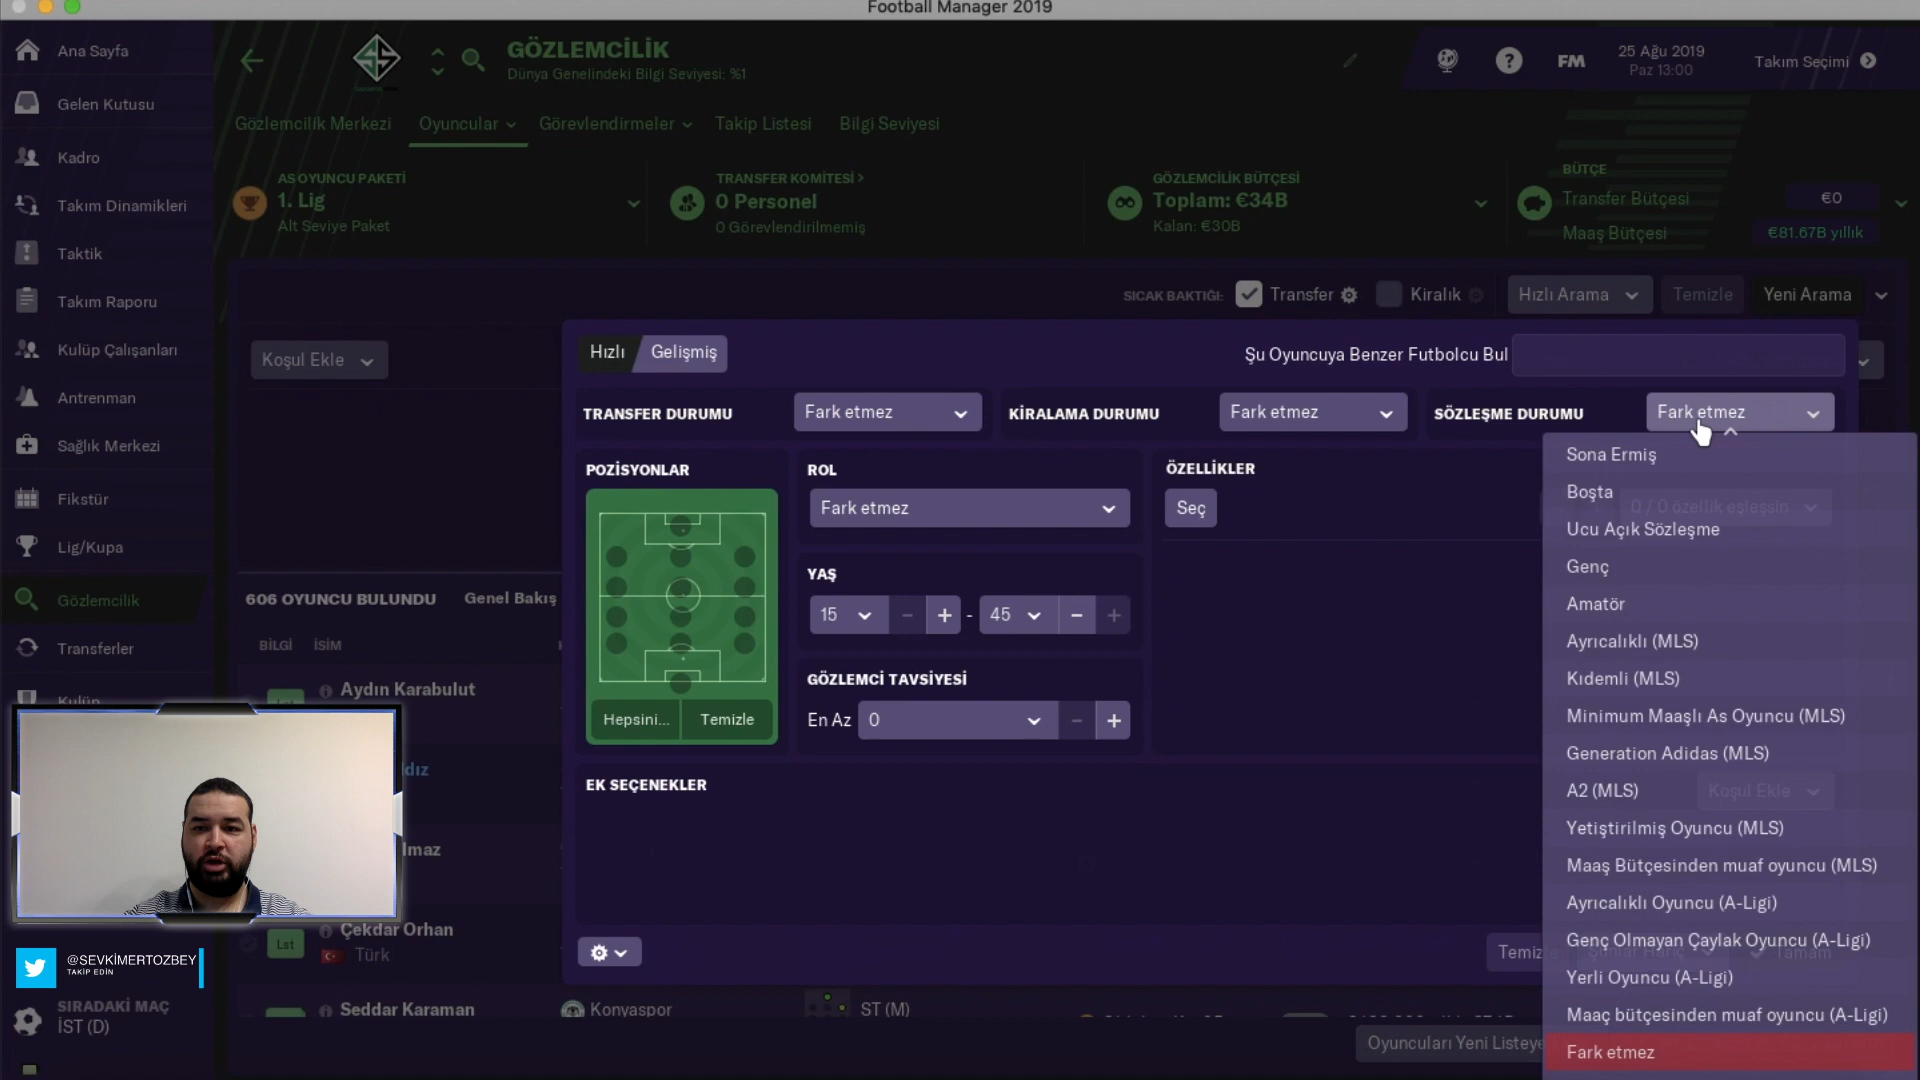 Football Manager 2019
Ana Sayfa
Gelen Kutusu
Kadro
Takım Dinamikleri
Taktik
Takım Raporu
Kulüp Çalışanları
Antrenman
Sağlık Merkezi
Fikstür
Lig/Kupa
Gözlemcilik
Transferler
Kulüp
GÖZLEMCİLİK
Dünya Genelindeki Bilgi Seviyesi: %1
FM
25 Ağu 2019
Paz 13:00
Takım Seçimi
Gözlemcilik Merkezi
Oyuncular
Görevlendirmeler
Takip Listesi
Bilgi Seviyesi
AS OYUNCU PAKETİ
1. Lig
Alt Seviye Paket
TRANSFER KOMİTESİ >
0 Personel
0 Görevlendirilmemiş
GÖZLEMCİLİK BÜTÇESİ
Toplam: €34B
Kalan: €30B
BÜTÇE
Transfer Bütçesi
€0
Maaş Bütçesi
€81.67B yıllık
SICAK BAKTIĞI:
Transfer
Kiralık
Hızlı Arama
Temizle
Yeni Arama
Koşul Ekle
Hızlı
Gelişmiş
Şu Oyuncuya Benzer Futbolcu Bul
TRANSFER DURUMU
Fark etmez
KİRALAMA DURUMU
Fark etmez
SÖZLEŞME DURUMU
Fark etmez
POZİSYONLAR
Hepsini...
Temizle
ROL
Fark etmez
YAŞ
15
-
45
GÖZLEMCİ TAVSİYESİ
En Az
0
ÖZELLİKLER
Seç
0 / 0 özellik eşleşsin
EK SEÇENEKLER
Koşul Ekle
Temizle
Tamam
Sona Ermiş
Boşta
Ucu Açık Sözleşme
Genç
Amatör
Ayrıcalıklı (MLS)
Kıdemli (MLS)
Minimum Maaşlı As Oyuncu (MLS)
Generation Adidas (MLS)
A2 (MLS)
Yetiştirilmiş Oyuncu (MLS)
Maaş Bütçesinden muaf oyuncu (MLS)
Ayrıcalıklı Oyuncu (A-Ligi)
Genç Olmayan Çaylak Oyuncu (A-Ligi)
Yerli Oyuncu (A-Ligi)
Maaç bütçesinden muaf oyuncu (A-Ligi)
Fark etmez
606 OYUNCU BULUNDU
Genel Bakış
BİLGİ
İSİM
Aydın Karabulut
Lst
Çekdar Orhan
Türk
Seddar Karaman
Konyaspor
ST (M)
Oyuncuları Yeni Listeye
@SEVKİMERTOZBEY
TAKİP EDİN
SIRADAKİ MAÇ
İST (D)